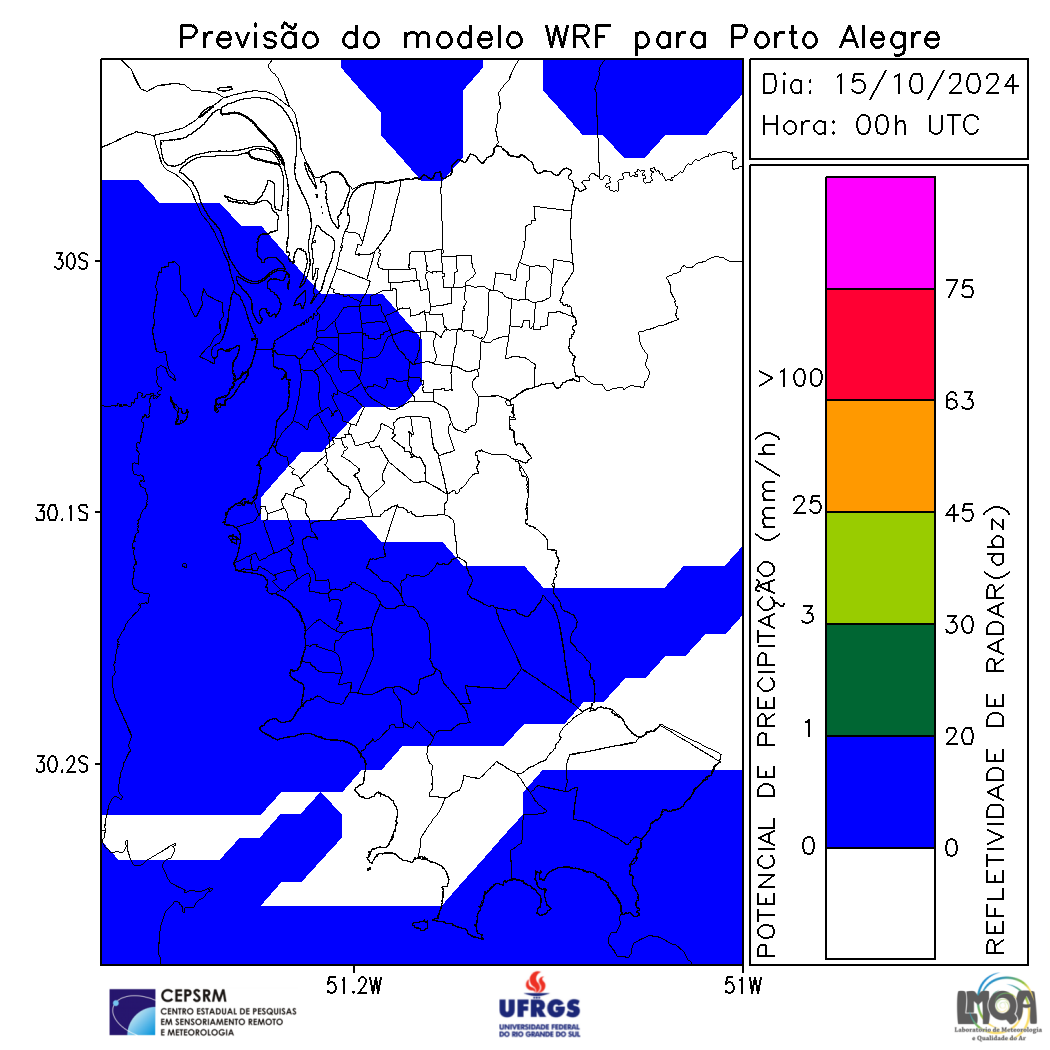 Previsão do modelo WRF para Porto Alegre
Dia: 15/10/2024
Hora: 00h UTC
30S
30.1S
30.2S
51.2W
51W
POTENCIAL DE PRECIPITAÇÃO (mm/h)
>100
25
3
1
0
75
63
45
30
20
0
REFLETIVIDADE DE RADAR(dbz)
CEPSRM
CENTRO ESTADUAL DE PESQUISAS
EM SENSORIAMENTO REMOTO
E METEOROLOGIA
UFRGS
UNIVERSIDADE FEDERAL
DO RIO GRANDE DO SUL
LMQA
Laboratório de Meteorologia
e Qualidade do Ar